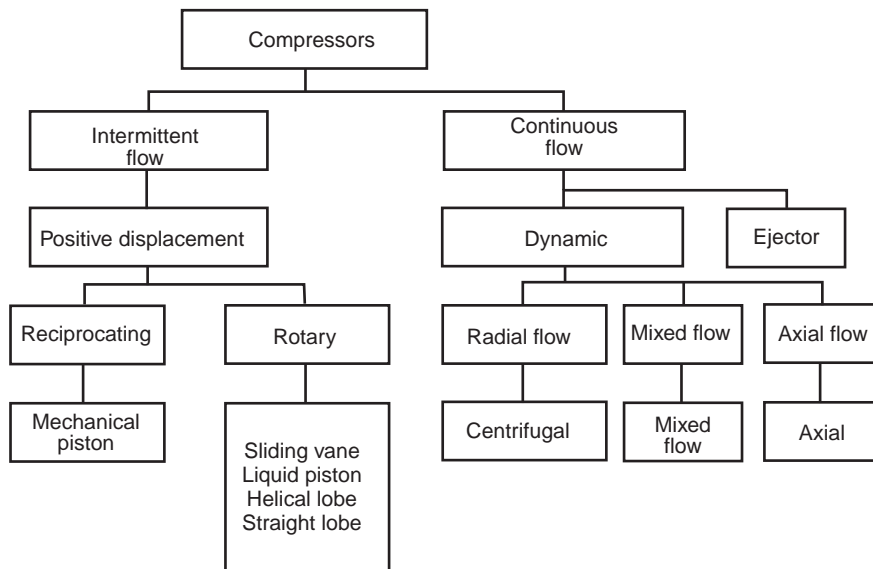 Compressors
Intermittent
flow
Continuous
flow
Positive displacement
Dynamic
Ejector
Reciprocating
Rotary
Radial flow
Mixed flow
Axial flow
Mechanical
piston
Sliding vane
Liquid piston
Helical lobe
Straight lobe
Centrifugal
Mixed
flow
Axial